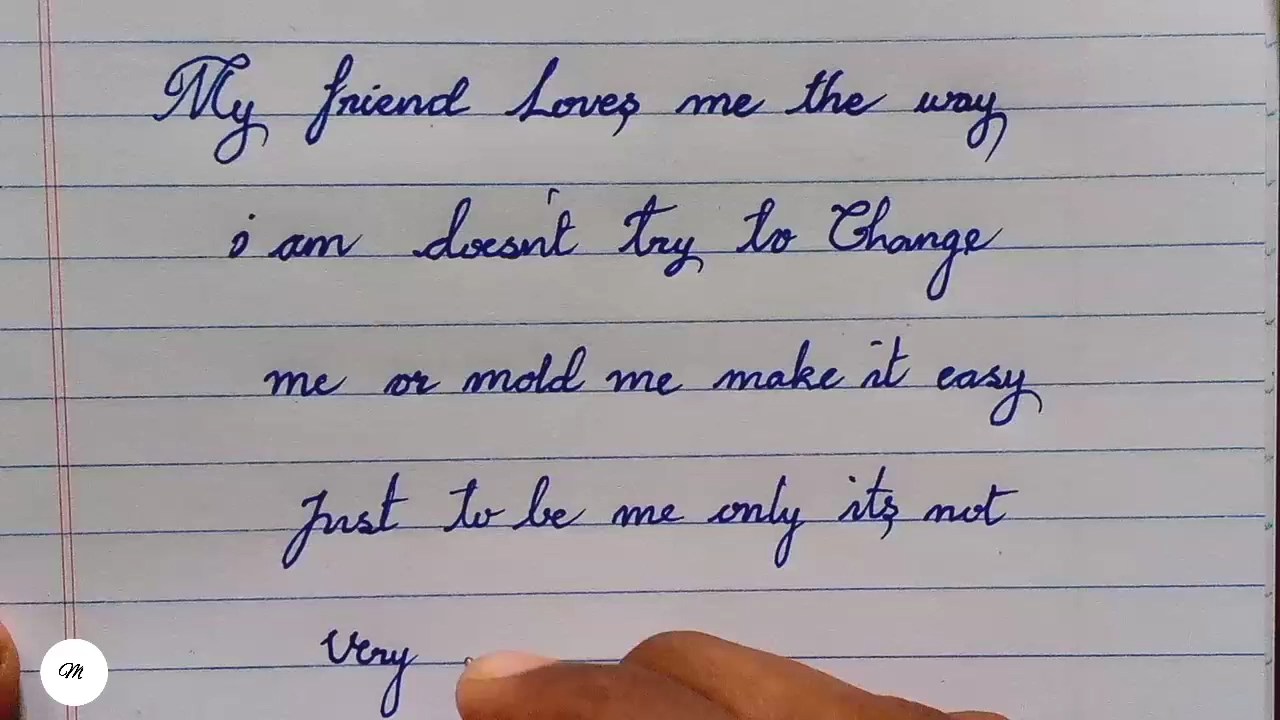 My friend Loves me the way
i am doesn't try to Change
me or mold me make it easy
Just to be me only its not
Very
M